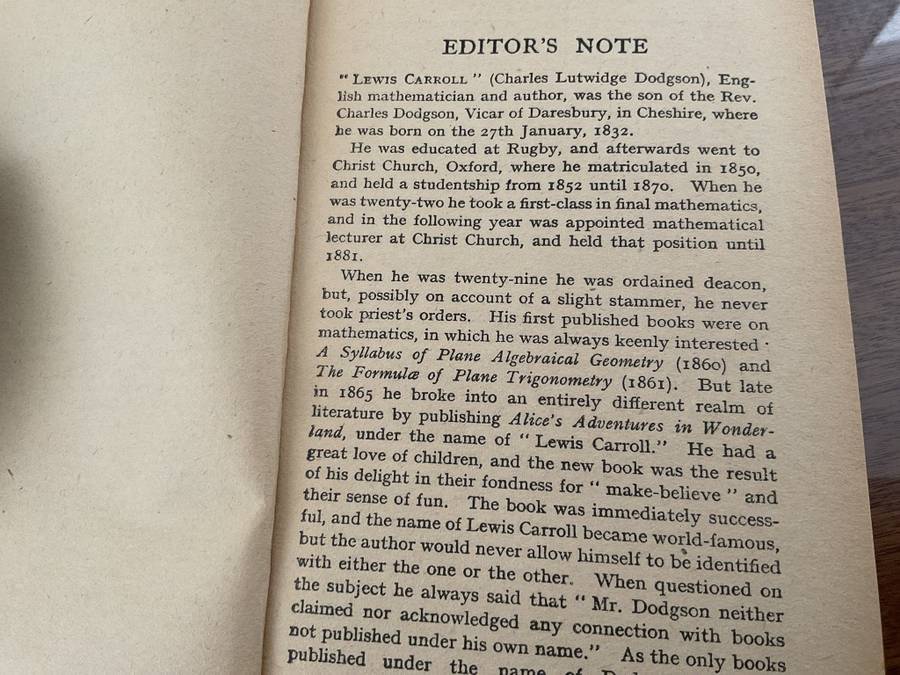 EDITOR'S NOTE
"LEWIS CARROLL" (Charles Lutwidge Dodgson), Eng-
lish mathematician and author, was the son of the Rev.
Charles Dodgson, Vicar of Daresbury, in Cheshire, where
he was born on the 27th January, 1832.
He was educated at Rugby, and afterwards went to
Christ Church, Oxford, where he matriculated in 1850,
and held a studentship from 1852 until 1870. When he
was twenty-two he took a first-class in final mathematics,
and in the following year was appointed mathematical
lecturer at Christ Church, and held that position until
1881.
When he was twenty-nine he was ordained deacon,
but, possibly on account of a slight stammer, he never
took priest's orders. His first published books were on
mathematics, in which he was always keenly interested ·
A Syllabus of Plane Algebraical Geometry (1860) and
The Formulæ of Plane Trigonometry (1861). But late
in 1865 he broke into an entirely different realm of
literature by publishing Alice's Adventures in Wonder-
land, under the name of "Lewis Carroll." He had a
great love of children, and the new book was the result
of his delight in their fondness for "make-believe" and
their sense of fun. The book was immediately success-
ful, and the name of Lewis Carroll became world-famous,
but the author would never allow himself to be identified
with either the one or the other. When questioned on
the subject he always said that "Mr. Dodgson neither
claimed nor acknowledged any connection with books
not published under his own name." As the only books
published under the name of